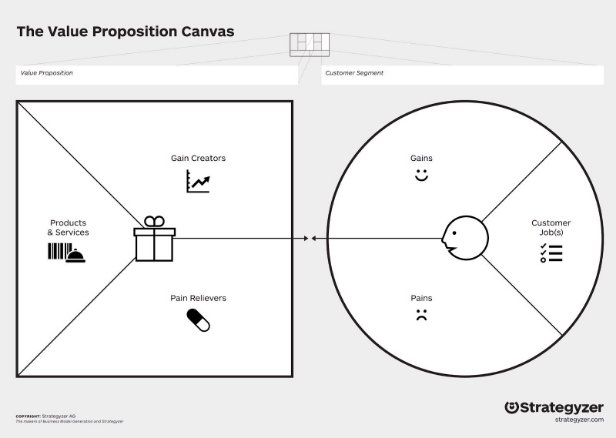 The Value Proposition Canvas
Value Proposition
Customer Segment
Gain Creators
Gains
Products
& Services
Customer
Job(s)
Pain Relievers
Pains
COPYRIGHT: Strategyzer AG
The makers of Business Model Generation and Strategyzer
Strategyzer
strategyzer.com